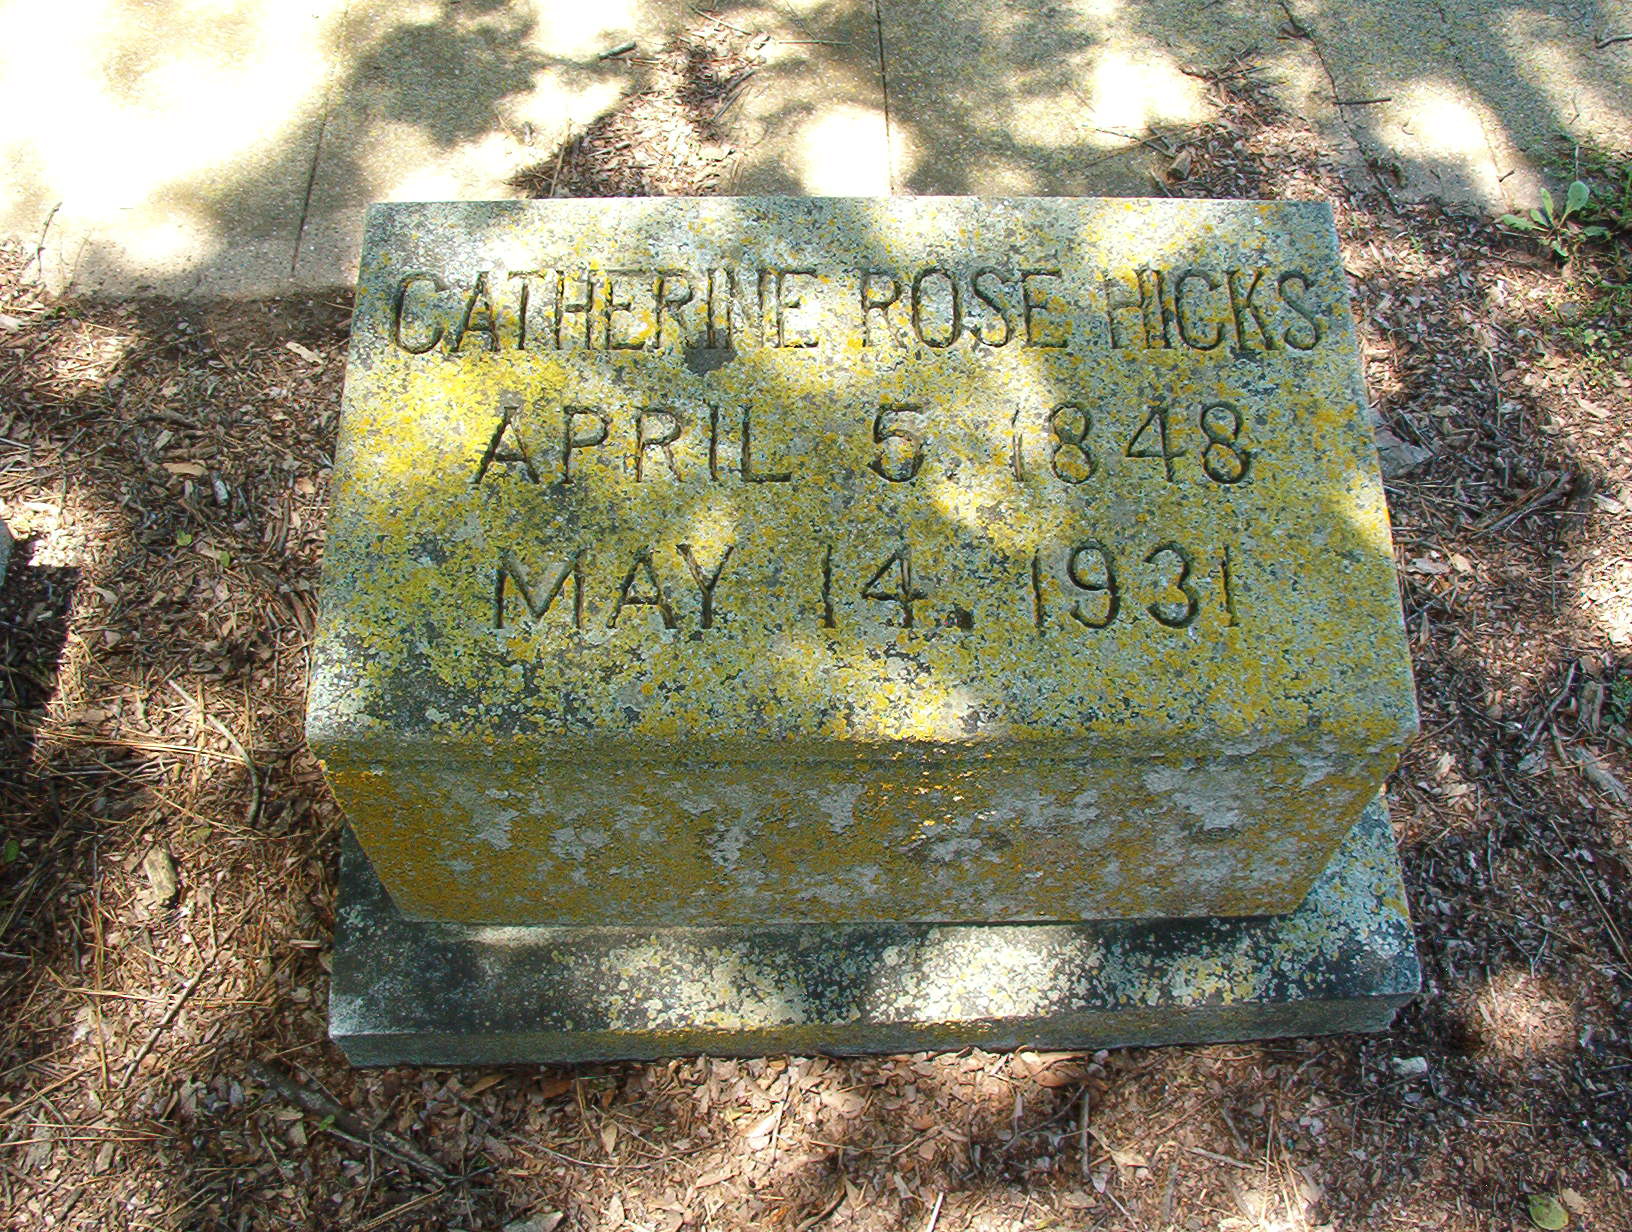 CATHERINE ROSE HICKS
APRIL 5. 1848
MAY 14. 1931